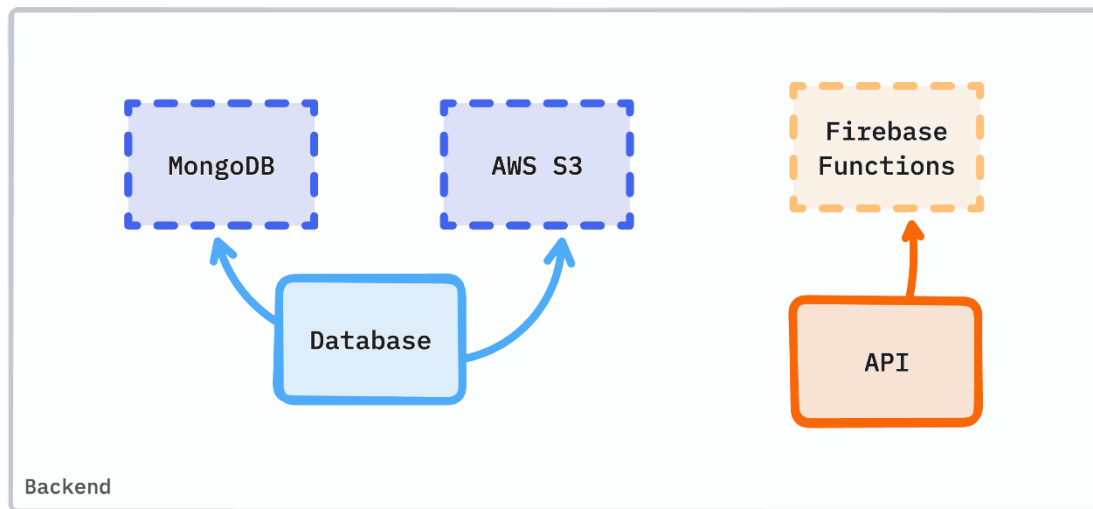 MongoDB
AWS S3
Firebase
Functions
Database
API
Backend